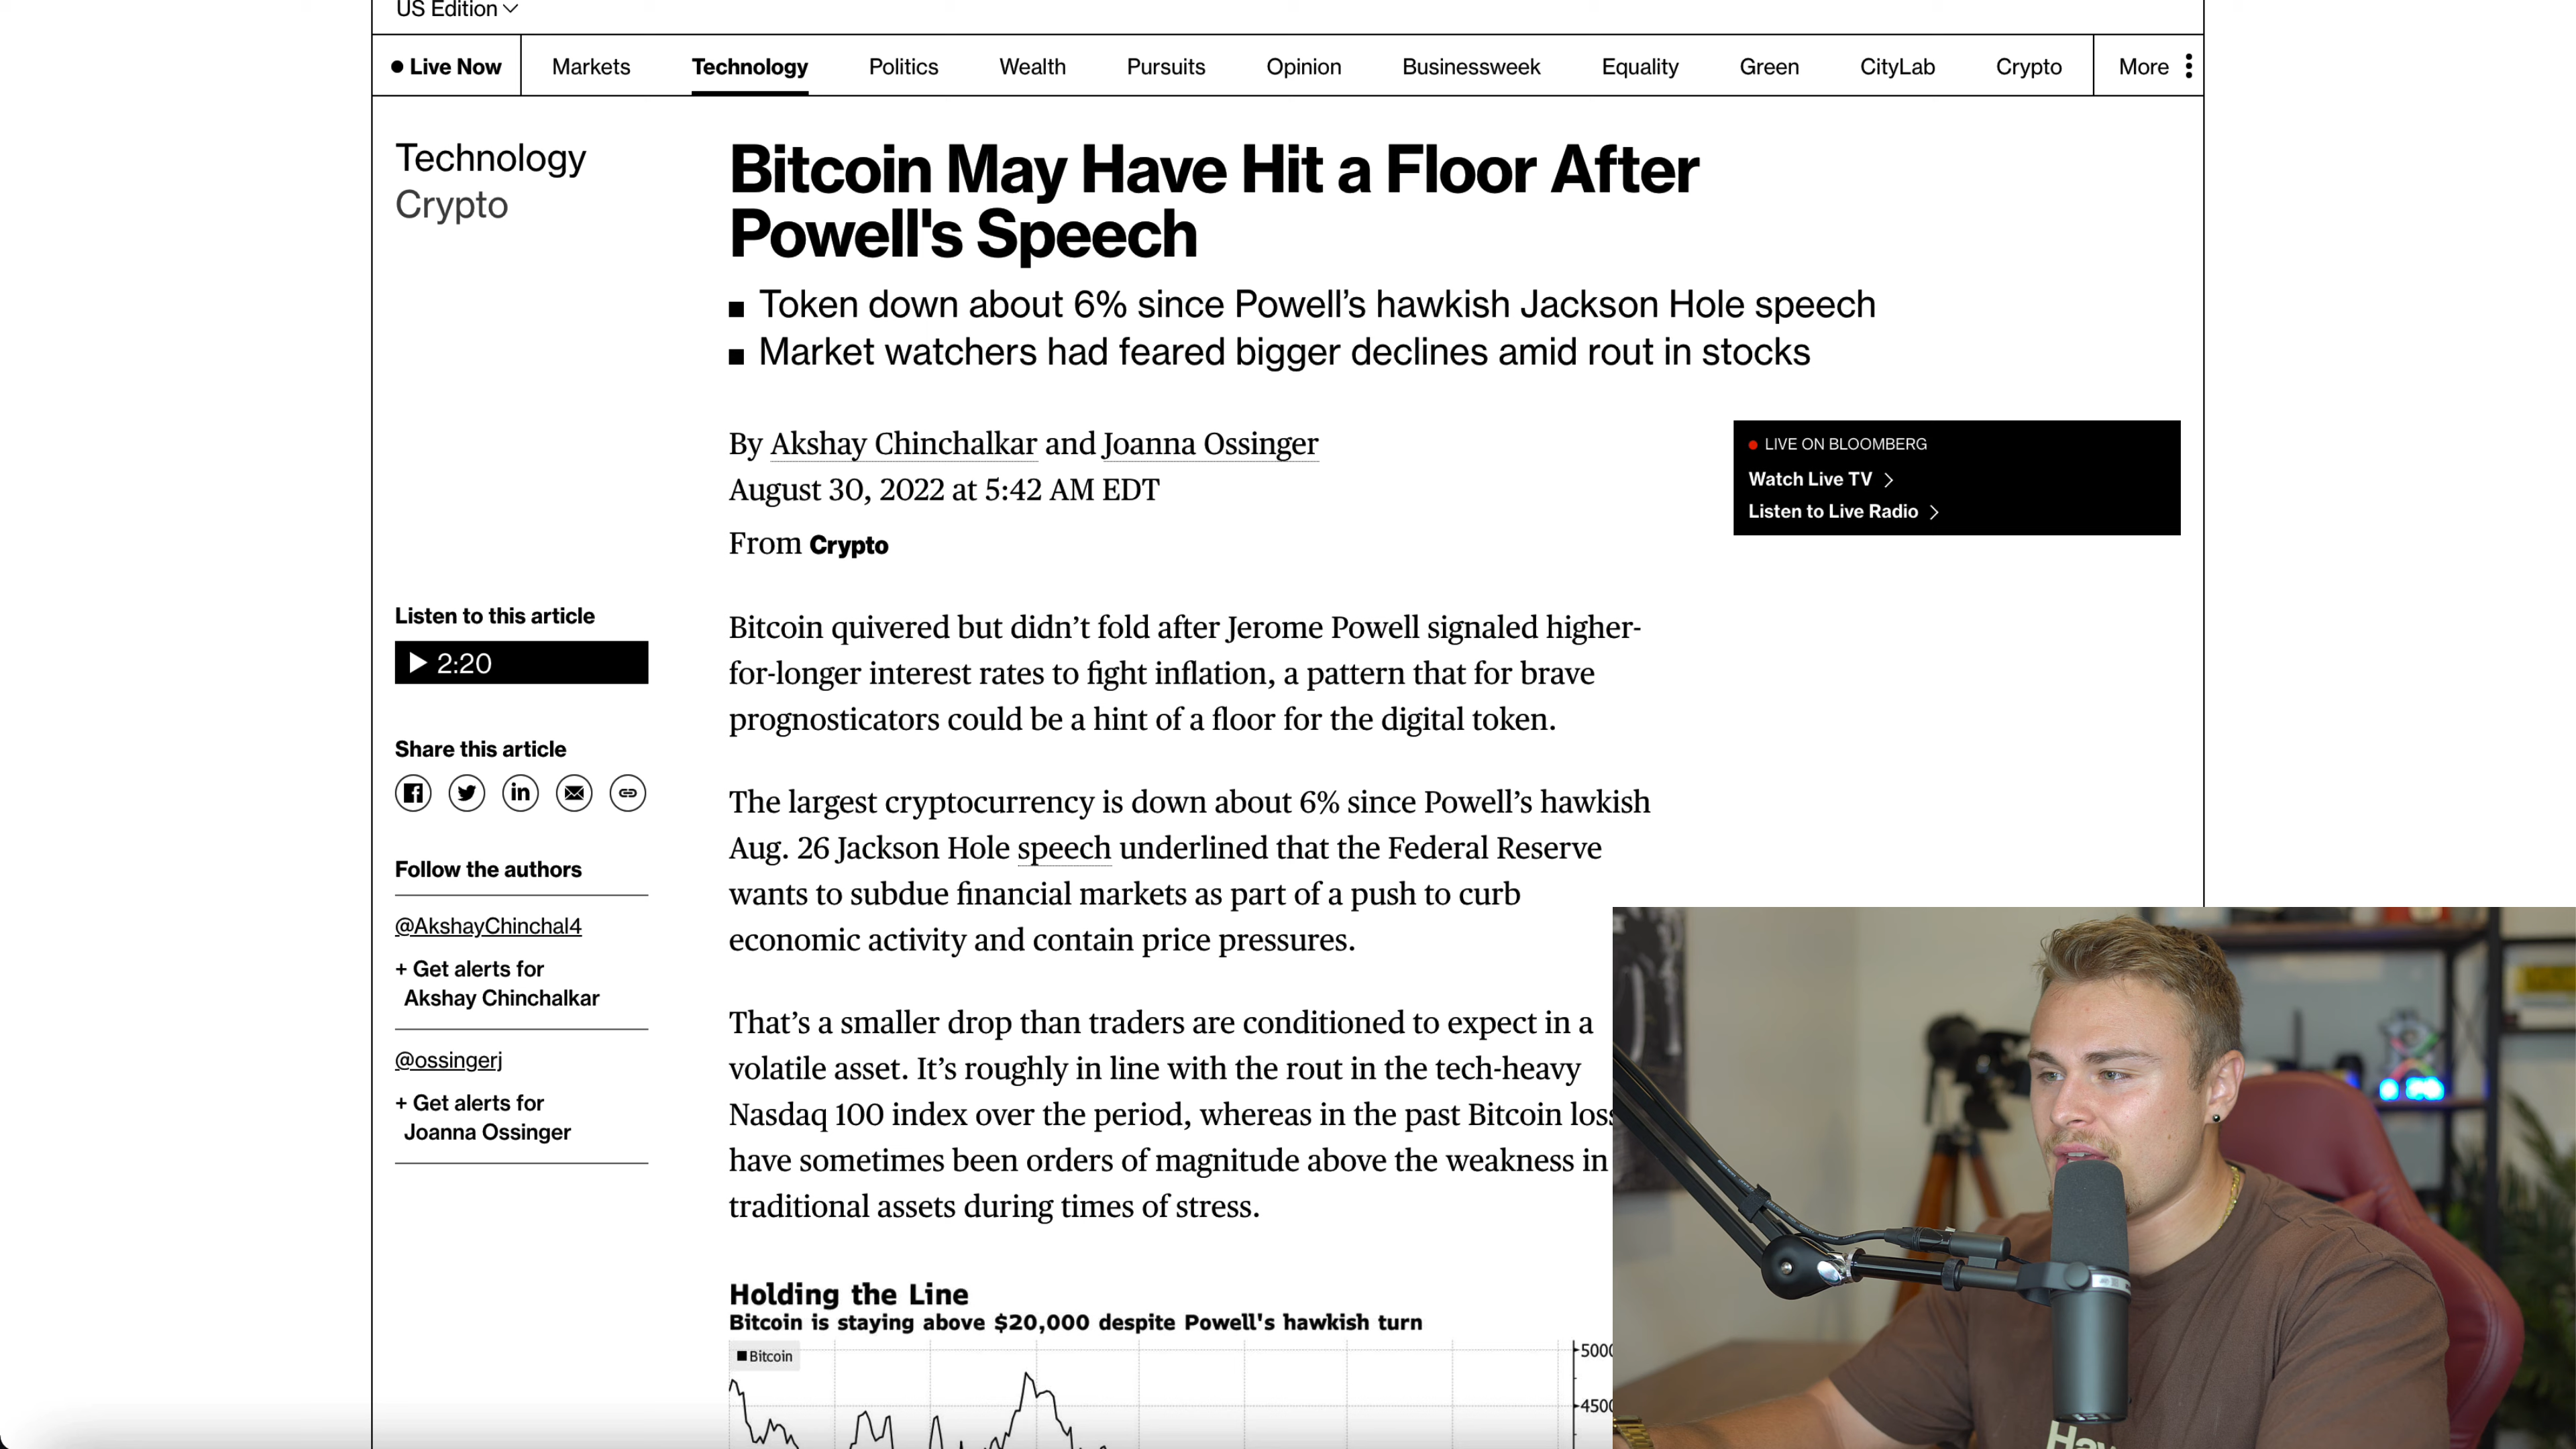 US Edition
Live Now
Markets
Technology
Politics
Wealth
Pursuits
Opinion
Businessweek
Equality
Green
CityLab
Crypto
More
Technology
Crypto
Bitcoin May Have Hit a Floor After
Powell's Speech
Token down about 6% since Powell’s hawkish Jackson Hole speech
Market watchers had feared bigger declines amid rout in stocks
By Akshay Chinchalkar and Joanna Ossinger
August 30, 2022 at 5:42 AM EDT
From Crypto
LIVE ON BLOOMBERG
Watch Live TV
Listen to Live Radio
Listen to this article
2:20
Share this article
Follow the authors
@AkshayChinchal4
+ Get alerts for
Akshay Chinchalkar
@ossingerj
+ Get alerts for
Joanna Ossinger
Bitcoin quivered but didn’t fold after Jerome Powell signaled higher-
for-longer interest rates to fight inflation, a pattern that for brave
prognosticators could be a hint of a floor for the digital token.
The largest cryptocurrency is down about 6% since Powell’s hawkish
Aug. 26 Jackson Hole speech underlined that the Federal Reserve
wants to subdue financial markets as part of a push to curb
economic activity and contain price pressures.
That’s a smaller drop than traders are conditioned to expect in a
volatile asset. It’s roughly in line with the rout in the tech-heavy
Nasdaq 100 index over the period, whereas in the past Bitcoin
have sometimes been orders of magnitude above the weakness in
traditional assets during times of stress.
Holding the Line
Bitcoin is staying above $20,000 despite Powell's hawkish turn
Bitcoin